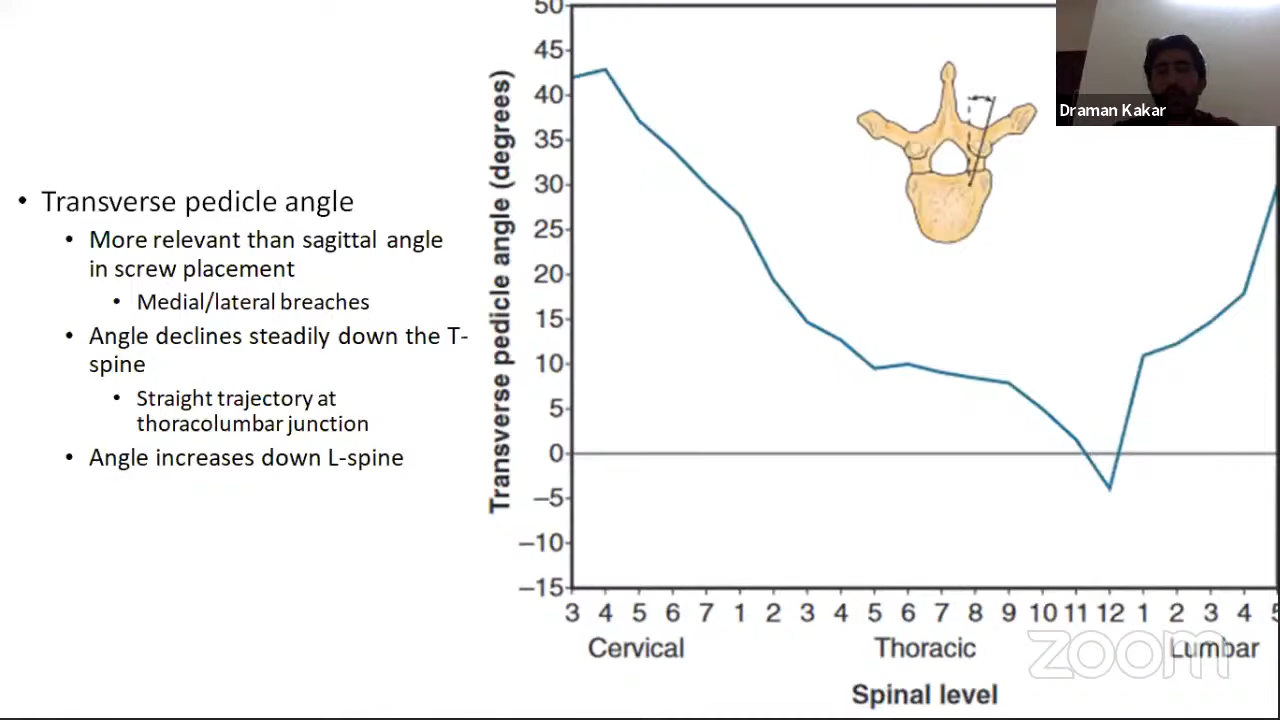 • Transverse pedicle angle
• More relevant than sagittal angle
in screw placement
• Medial/lateral breaches
• Angle declines steadily down the T-
spine
• Straight trajectory at
thoracolumbar junction
• Angle increases down L-spine
Transverse pedicle angle (degrees)
50
45
40
35
30
25
20
15
10
5
0
–5
–10
–15
3 4 5 6 7 1 2 3 4 5 6 7 8 9 10 11 12 1 2 3 4 5
Cervical Thoracic Lumbar
Spinal level
Draman Kakar
zoom